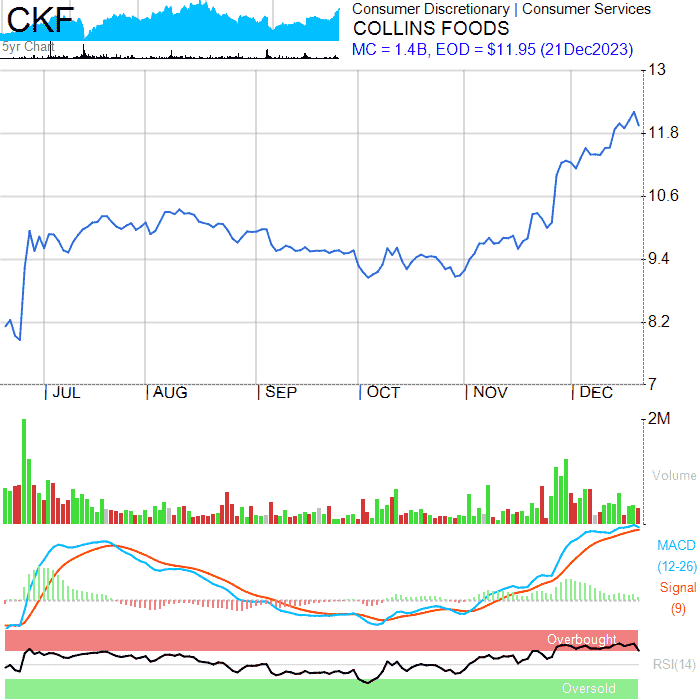 CKF
5yr Chart
Consumer Discretionary | Consumer Services
COLLINS FOODS
MC = 1.4B, EOD = $11.95 (21Dec2023)
13
11.8
10.6
9.4
8.2
7
JUL
AUG
SEP
OCT
NOV
DEC
2M
Volume
MACD
(12-26)
Signal
(9)
Overbought
RSI(14)
Oversold